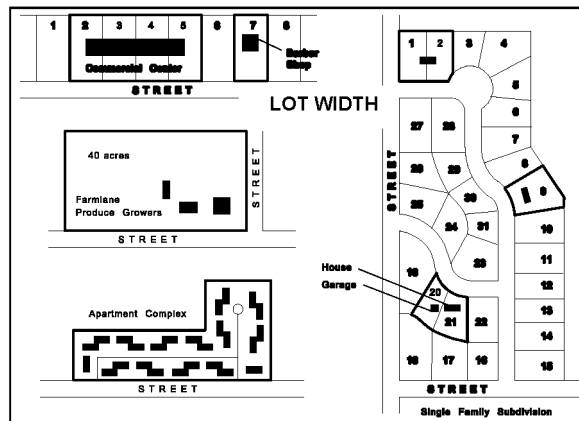 1 2 3 4 5 6 7 8
Commercial Center
Barber
Shop
STREET
LOT WIDTH
40 acres
Farmlane
Produce Growers
STREET
STREET
Apartment Complex
STREET
1 2 3 4
5
6
7
8
9
10
11
12
13
14
15
27 28
26 29
25 30
24 31
23
STREET
19
20
21 22
18 17 16
House
Garage
STREET
Single Family Subdivision